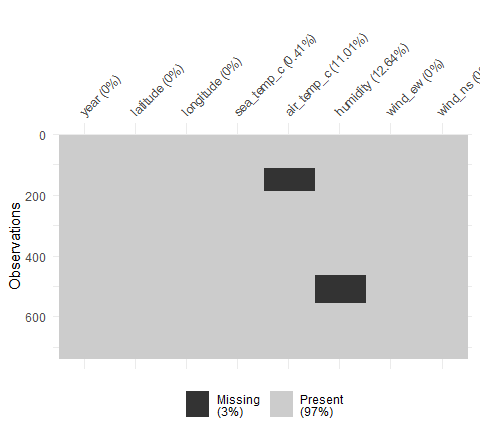 year (0%)
latitude (0%)
longitude (0%)
sea_temp_c (0.41%)
air_temp_c (11.01%)
humidity (12.64%)
wind_ew (0%)
wind_ns (0
0
200
400
600
Observations
Missing
(3%)
Present
(97%)